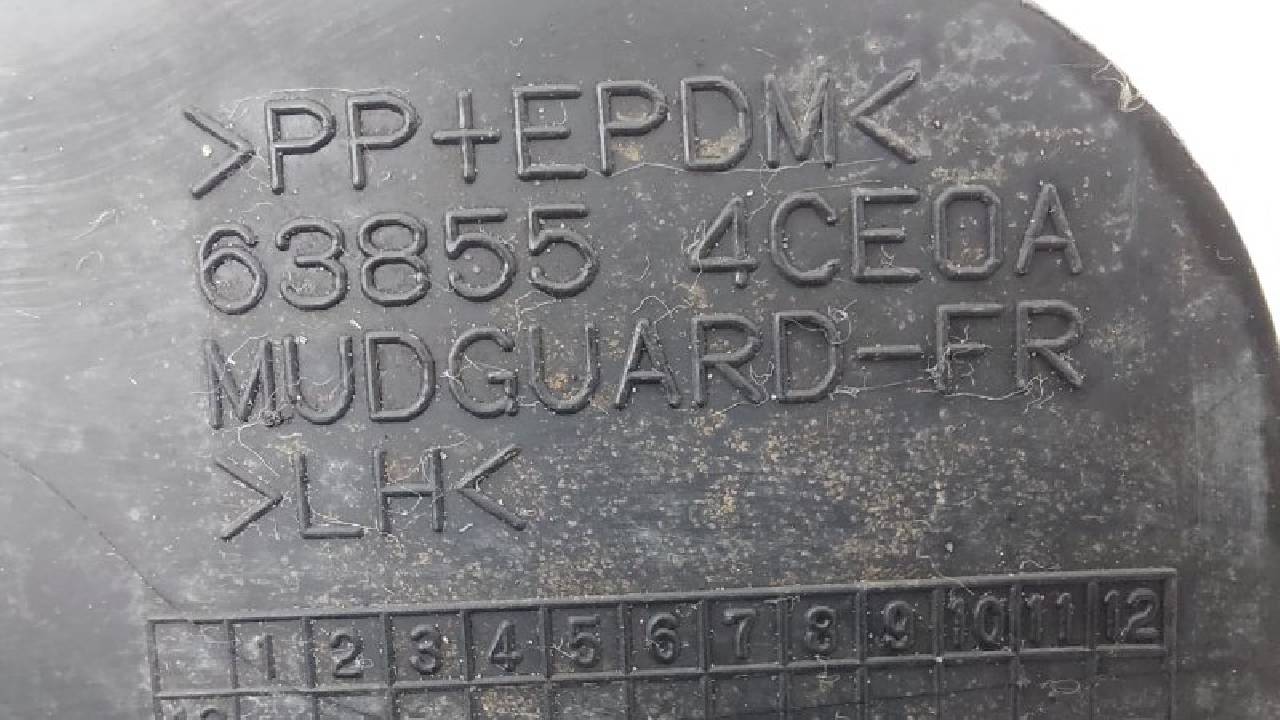 >PP+EPDM<
63855 4CE0A
MUDGUARD-FR
>LH<
1 2 3 4 5 6 7 8 9 10 11 12